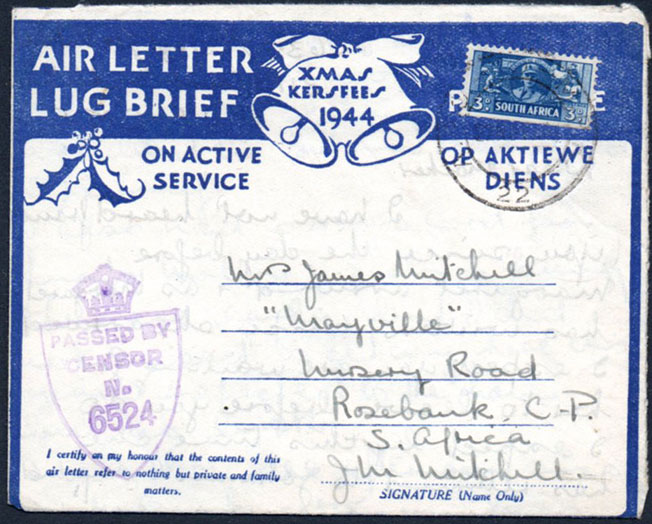 AIR LETTER
LUG BRIEF
XMAS
KERSFEES
1944
3D SOUTH AFRICA 3D
ON ACTIVE
SERVICE
OP AKTIEWE
DIENS
22
Mrs James Mitchell
"Mayville"
Nursery Road
Rosebank, C.P.
S. Africa
PASSED BY
CENSOR
No.
6524
I certify on my honour that the contents of this
air letter refer to nothing but private and family
matters.
J M Mitchell.
SIGNATURE (Name Only)